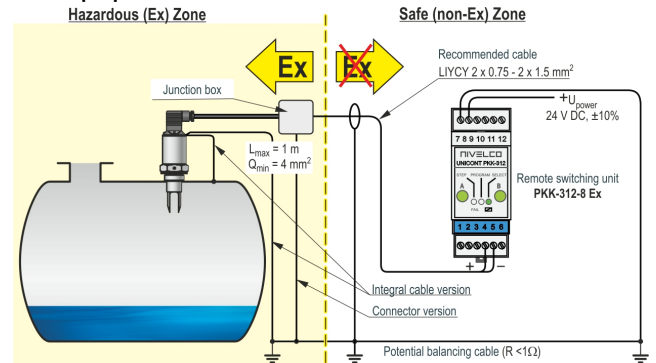 Hazardous (Ex) Zone
Safe (non-Ex) Zone
Ex
Ex
Recommended cable
LIYCY 2 x 0.75 - 2 x 1.5 mm²
Junction box
+Upower
24 V DC, ±10%
7 8 9 10 11 12
NIVELCO
UNICONT PKK-312
STEP PROGRAM SELECT
A
B
FAIL
1 2 3 4 5 6
Remote switching unit
PKK-312-8 Ex
Lmax = 1 m
Qmin = 4 mm²
+ −
Integral cable version
Connector version
Potential balancing cable (R <1Ω)